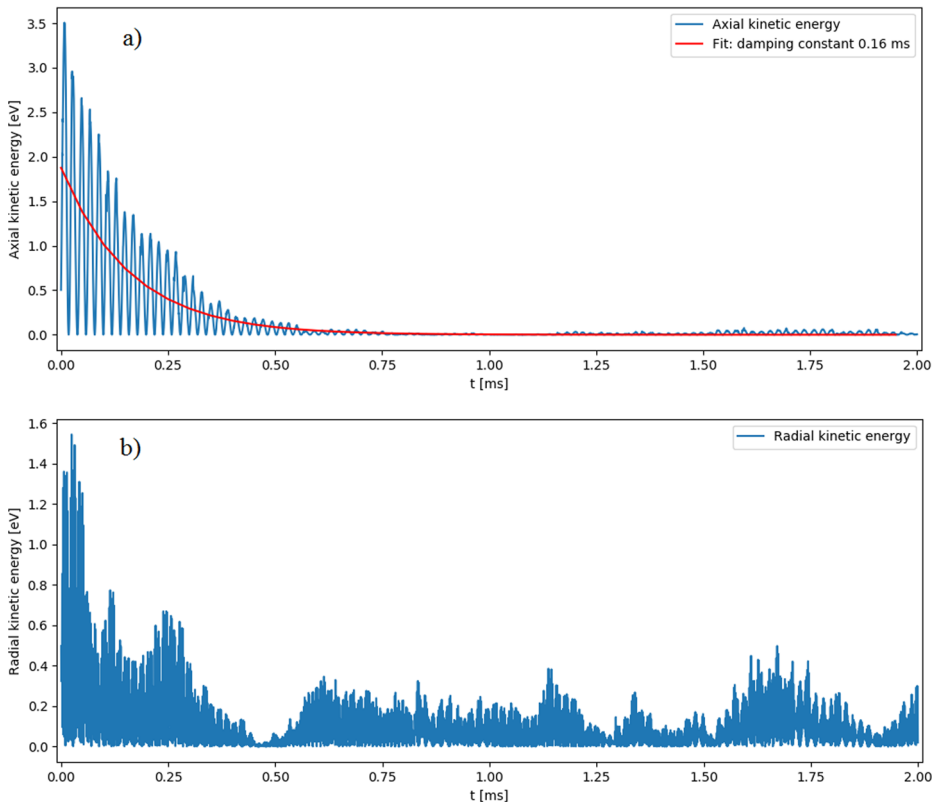 a)
Axial kinetic energy
Fit: damping constant 0.16 ms
Axial kinetic energy [eV]
3.5
3.0
2.5
2.0
1.5
1.0
0.5
0.0
0.00 0.25 0.50 0.75 1.00 1.25 1.50 1.75 2.00
t [ms]
b)
Radial kinetic energy
Radial kinetic energy [eV]
1.6
1.4
1.2
1.0
0.8
0.6
0.4
0.2
0.0
0.00 0.25 0.50 0.75 1.00 1.25 1.50 1.75 2.00
t [ms]